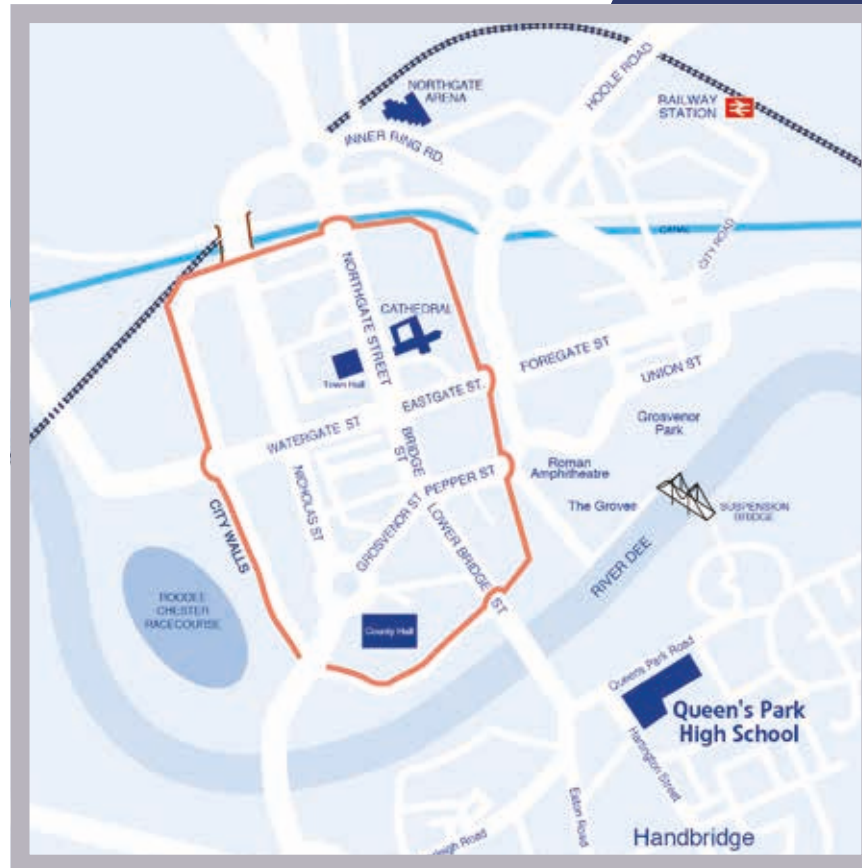 NORTHGATE
ARENA
HOOLE ROAD
RAILWAY
STATION
INNER RING RD.
CANAL
CITY ROAD
NORTHGATE STREET
CATHEDRAL
Town Hall
FOREGATE ST
UNION ST
EASTGATE ST.
WATERGATE ST
BRIDGE
ST
Grosvenor
Park
NICHOLAS ST
PEPPER ST
Roman
Amphitheatre
GROSVENOR ST
The Groves
SUSPENSION
BRIDGE
CITY WALLS
LOWER BRIDGE ST
RIVER DEE
ROODEE
CHESTER
RACECOURSE
County Hall
Queens Park Road
Queen's Park
High School
Hartington Street
Eaton Road
Road
Handbridge